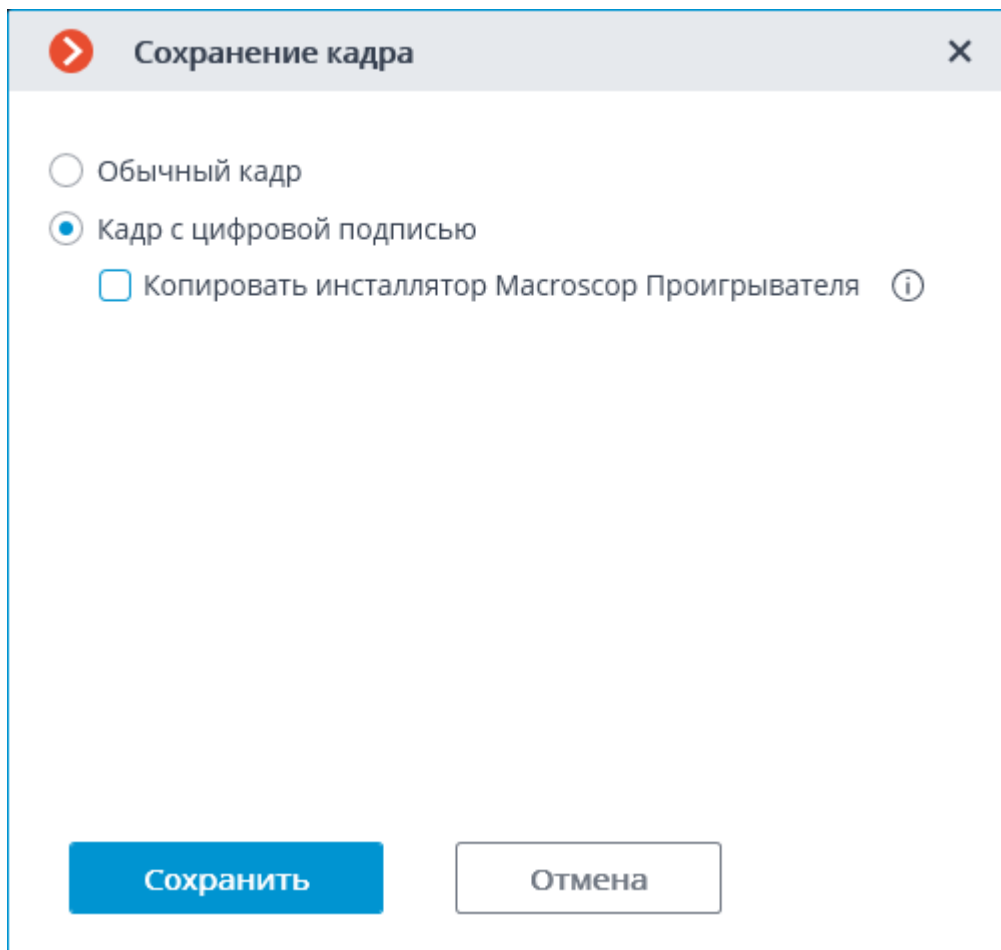 Сохранение кадра
Обычный кадр
Кадр с цифровой подписью
Копировать инсталлятор Macroscop Проигрывателя
Сохранить
Отмена